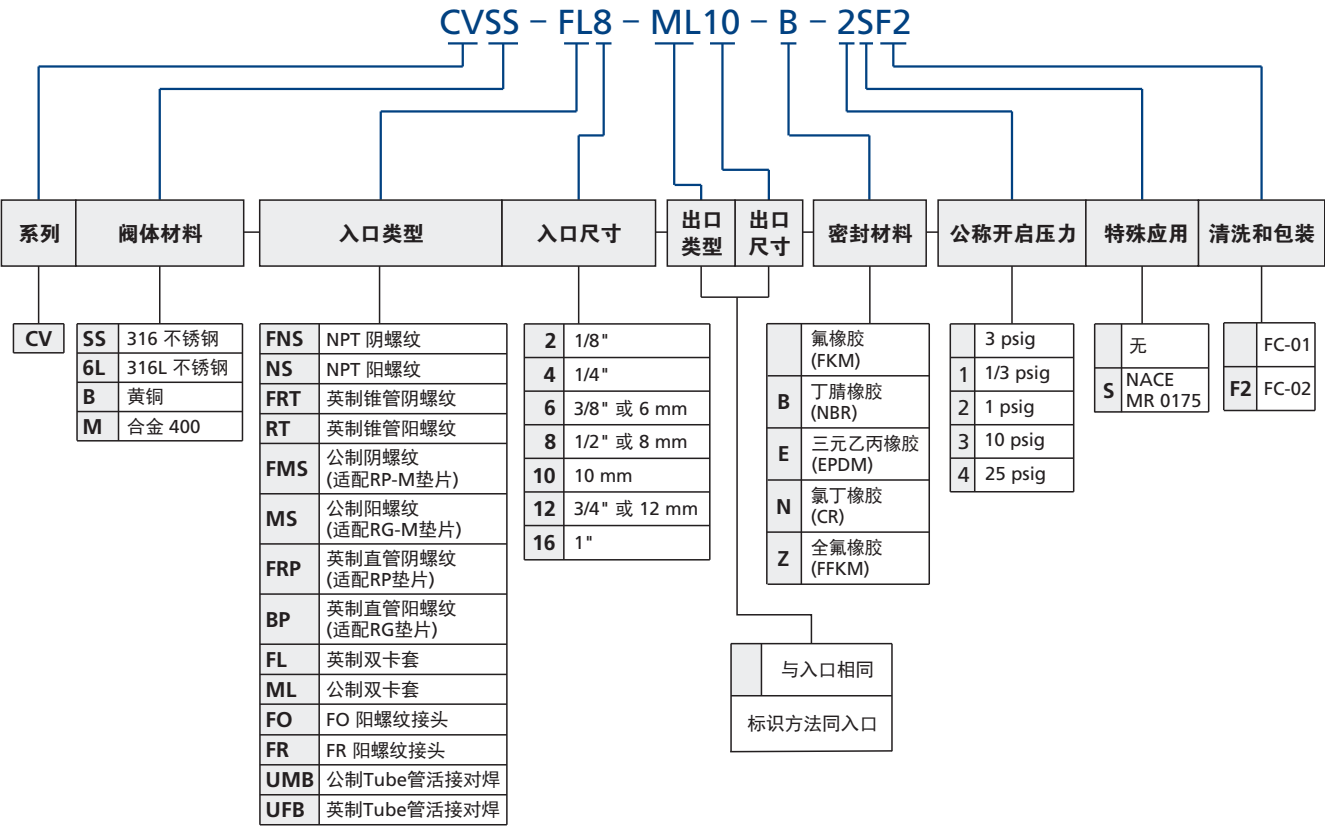 CVSS – FL8 – ML10 – B – 2SF2
系列
阀体材料
入口类型
入口尺寸
出口
类型
出口
尺寸
密封材料
公称开启压力
特殊应用
清洗和包装
CV
SS 316 不锈钢
6L 316L 不锈钢
B 黄铜
M 合金 400
FNS NPT 阴螺纹
NS NPT 阳螺纹
FRT 英制锥管阴螺纹
RT 英制锥管阳螺纹
FMS 公制阴螺纹
(适配RP-M垫片)
MS 公制阳螺纹
(适配RG-M垫片)
FRP 英制直管阴螺纹
(适配RP垫片)
BP 英制直管阳螺纹
(适配RG垫片)
FL 英制双卡套
ML 公制双卡套
FO FO 阳螺纹接头
FR FR 阳螺纹接头
UMB 公制Tube管活接对焊
UFB 英制Tube管活接对焊
2 1/8"
4 1/4"
6 3/8" 或 6 mm
8 1/2" 或 8 mm
10 10 mm
12 3/4" 或 12 mm
16 1"
与入口相同
标识方法同入口
氟橡胶
(FKM)
B 丁腈橡胶
(NBR)
E 三元乙丙橡胶
(EPDM)
N 氯丁橡胶
(CR)
Z 全氟橡胶
(FFKM)
3 psig
1 1/3 psig
2 1 psig
3 10 psig
4 25 psig
无
S NACE
MR 0175
FC-01
F2 FC-02